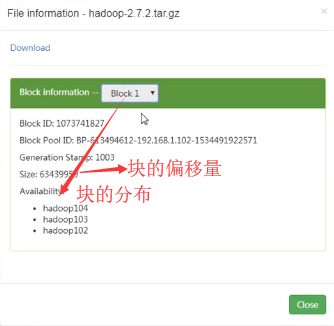 File information - hadoop-2.7.2.tar.gz
×
Download
Block information -- Block 1
Block ID: 1073741827
Block Pool ID: BP-613494612-192.168.1.102-1534491922571
Generation Stamp: 1003
Size: 63439959
块的偏移量
Availability
块的分布
hadoop104
hadoop103
hadoop102
Close